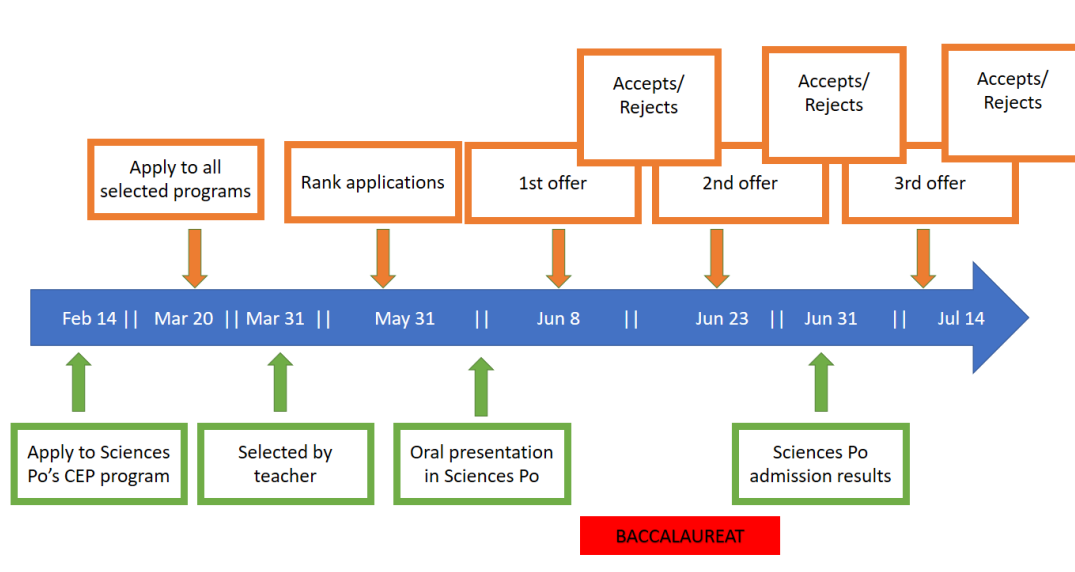 Accepts/
Rejects
Accepts/
Rejects
Accepts/
Rejects
Apply to all
selected programs
Rank applications
1st offer
2nd offer
3rd offer
Feb 14 || Mar 20 || Mar 31 || May 31 || Jun 8 || Jun 23 || Jun 31 || Jul 14
Apply to Sciences
Po's CEP program
Selected by
teacher
Oral presentation
in Sciences Po
Sciences Po
admission results
BACCALAUREAT